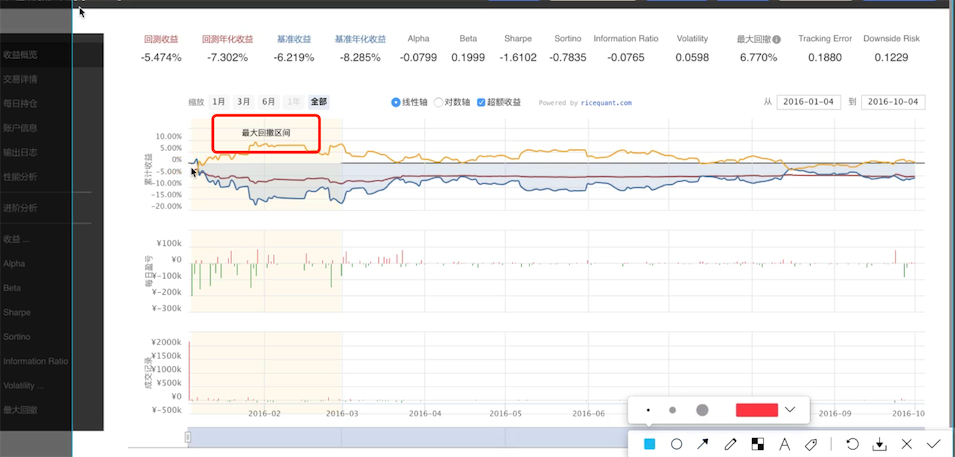 回测收益 回测年化收益 基准收益 基准年化收益 Alpha Beta Sharpe Sortino Information Ratio Volatility 最大回撤 Tracking Error Downside Risk
-5.474% -7.302% -6.219% -8.285% -0.0799 0.1999 -1.6102 -0.7835 -0.0765 0.0598 6.770% 0.1880 0.1229
收益概览
交易详情
每日持仓
账户信息
输出日志
性能分析
进阶分析
收益 ...
Alpha
Beta
Sharpe
Sortino
Information Ratio
Volatility ...
最大回撤
缩放 1月 3月 6月 1年 全部 线性轴 对数轴 超额收益 Powered by ricequant.com 从 2016-01-04 到 2016-10-04
最大回撤区间
累计收益
10.00%
5.00%
0%
-5.00%
-10.00%
-15.00%
-20.00%
每日盈亏
¥100k
¥0
¥-100k
¥-200k
¥-300k
成交记录
¥2000k
¥1500k
¥1000k
¥500k
¥0
¥-500k
2016-02 2016-03 2016-04 2016-05 2016-06 2016-09 2016-10
A